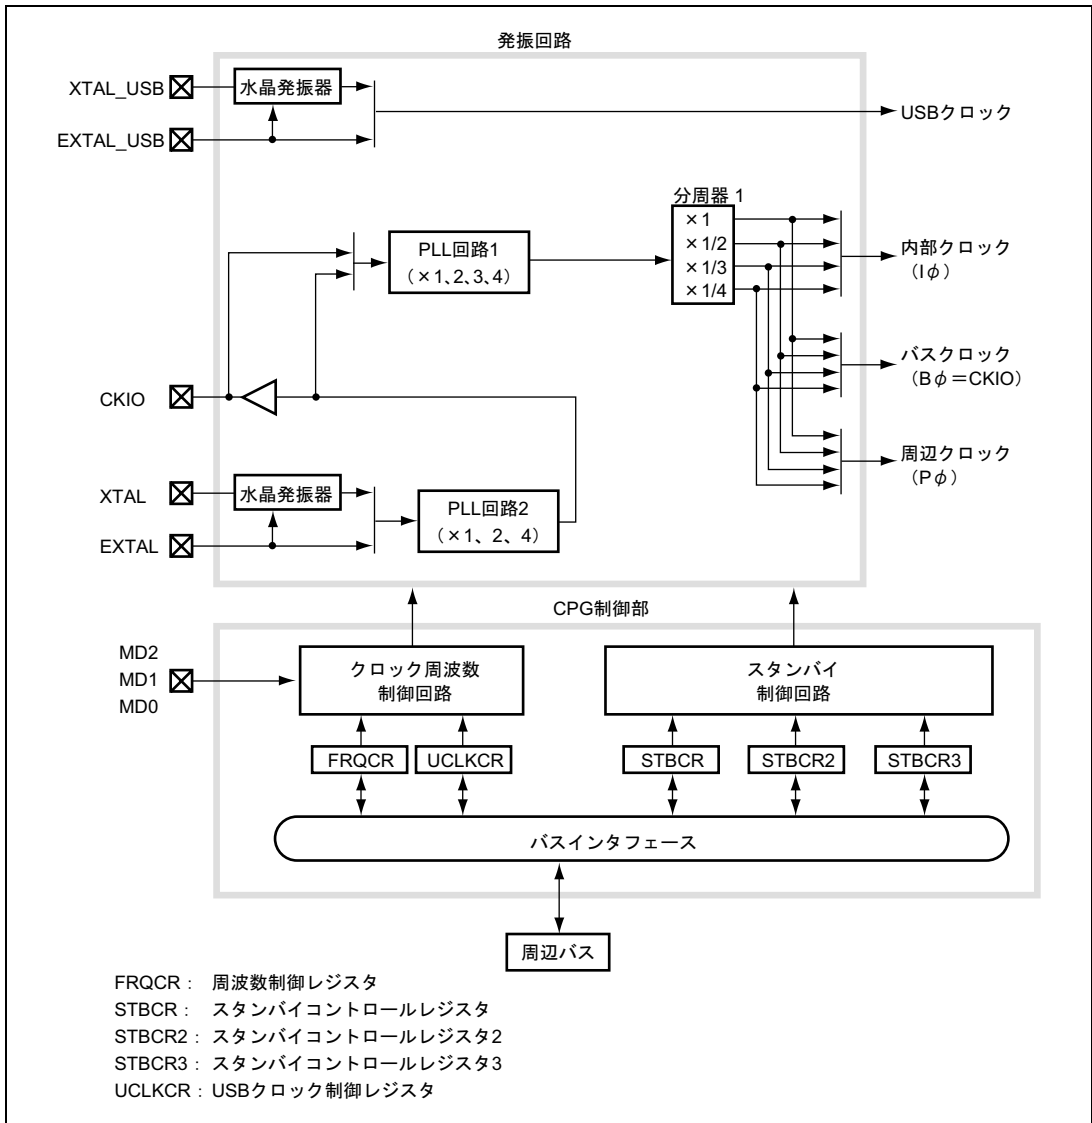 発振回路
XTAL_USB
水晶発振器
EXTAL_USB
USBクロック
分周器 1
×1
×1/2
×1/3
×1/4
PLL回路1
(×1、2、3、4)
内部クロック
(Iφ)
バスクロック
(Bφ=CKIO)
周辺クロック
(Pφ)
CKIO
XTAL
水晶発振器
EXTAL
PLL回路2
(×1、2、4)
CPG制御部
MD2
MD1
MD0
クロック周波数
制御回路
スタンバイ
制御回路
FRQCR
UCLKCR
STBCR
STBCR2
STBCR3
バスインタフェース
周辺バス
FRQCR : 周波数制御レジスタ
STBCR : スタンバイコントロールレジスタ
STBCR2 : スタンバイコントロールレジスタ2
STBCR3 : スタンバイコントロールレジスタ3
UCLKCR : USBクロック制御レジスタ